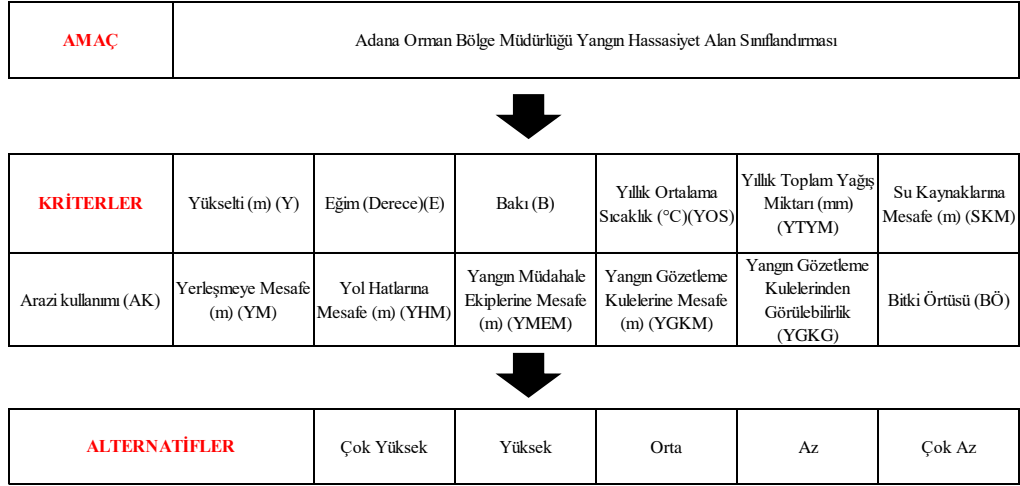 AMAÇ
Adana Orman Bölge Müdürlüğü Yangın Hassasiyet Alan Sınıflandırması
KRİTERLER
Yükselti (m) (Y)
Eğim (Derece)(E)
Bakı (B)
Yıllık Ortalama
Sıcaklık (°C)(YOS)
Yıllık Toplam Yağış
Miktarı (mm)
(YTYM)
Su Kaynaklarına
Mesafe (m) (SKM)
Arazi kullanımı (AK)
Yerleşmeye Mesafe
(m) (YM)
Yol Hatlarına
Mesafe (m) (YHM)
Yangın Müdahale
Ekiplerine Mesafe
(m) (YMEM)
Yangın Gözetleme
Kulelerine Mesafe
(m) (YGKM)
Yangın Gözetleme
Kulelerinden
Görülebilirlik
(YGKG)
Bitki Örtüsü (BÖ)
ALTERNATİFLER
Çok Yüksek
Yüksek
Orta
Az
Çok Az